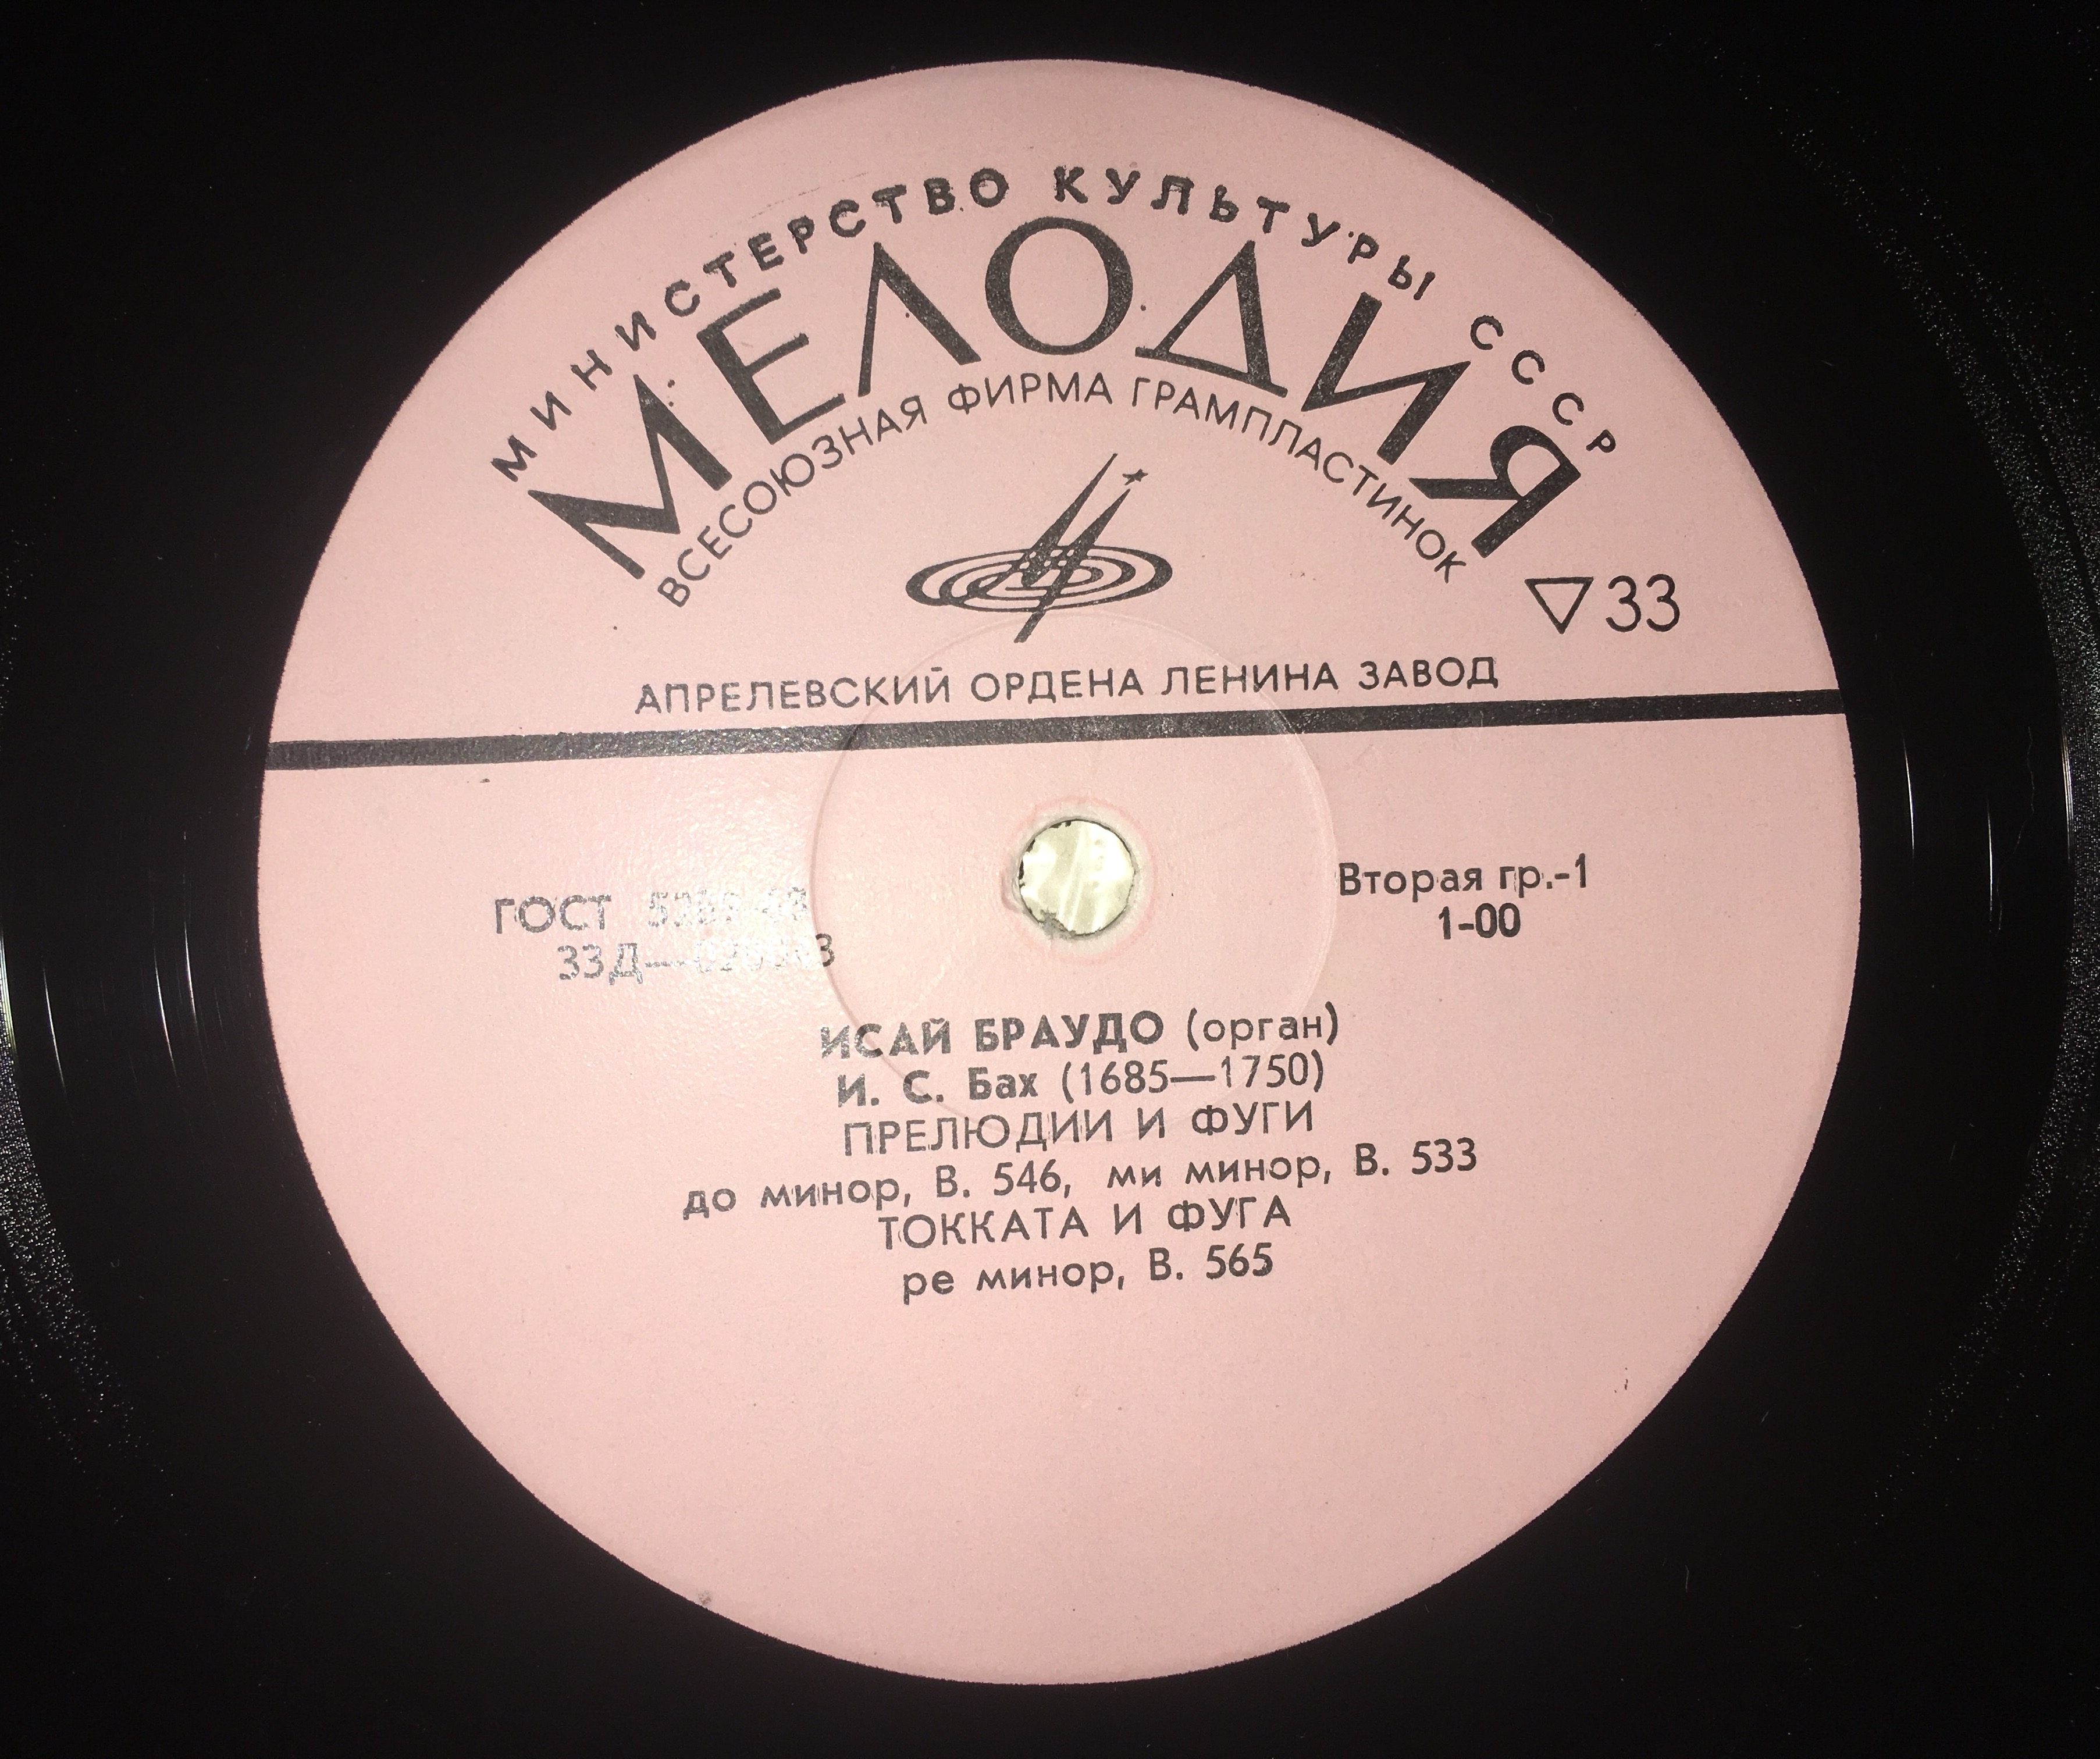 МИНИСТЕРСТВО КУЛЬТУРЫ СССР
МЕЛОДИЯ
ВСЕСОЮЗНАЯ ФИРМА ГРАМПЛАСТИНОК
▽33
АПРЕЛЕВСКИЙ ОРДЕНА ЛЕНИНА ЗАВОД
ГОСТ
Вторая гр.-1
1-00
ИСАЙ БРАУДО (орган)
И. С. Бах (1685—1750)
ПРЕЛЮДИИ И ФУГИ
до минор, В. 546, ми минор, В. 533
ТОККАТА И ФУГА
ре минор, В. 565